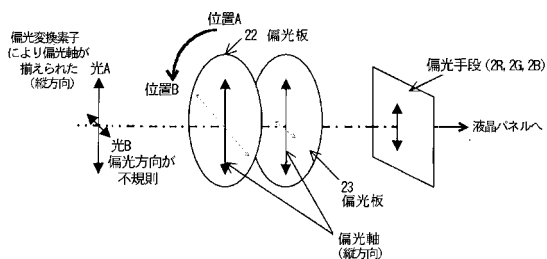 偏光変換素子
により偏光軸が
揃えられた
(縦方向)
光A
光B
偏光方向が
不規則
位置A
位置B
22 偏光板
23
偏光板
偏光軸
(縦方向)
偏光手段(2R, 2G, 2B)
液晶パネルへ